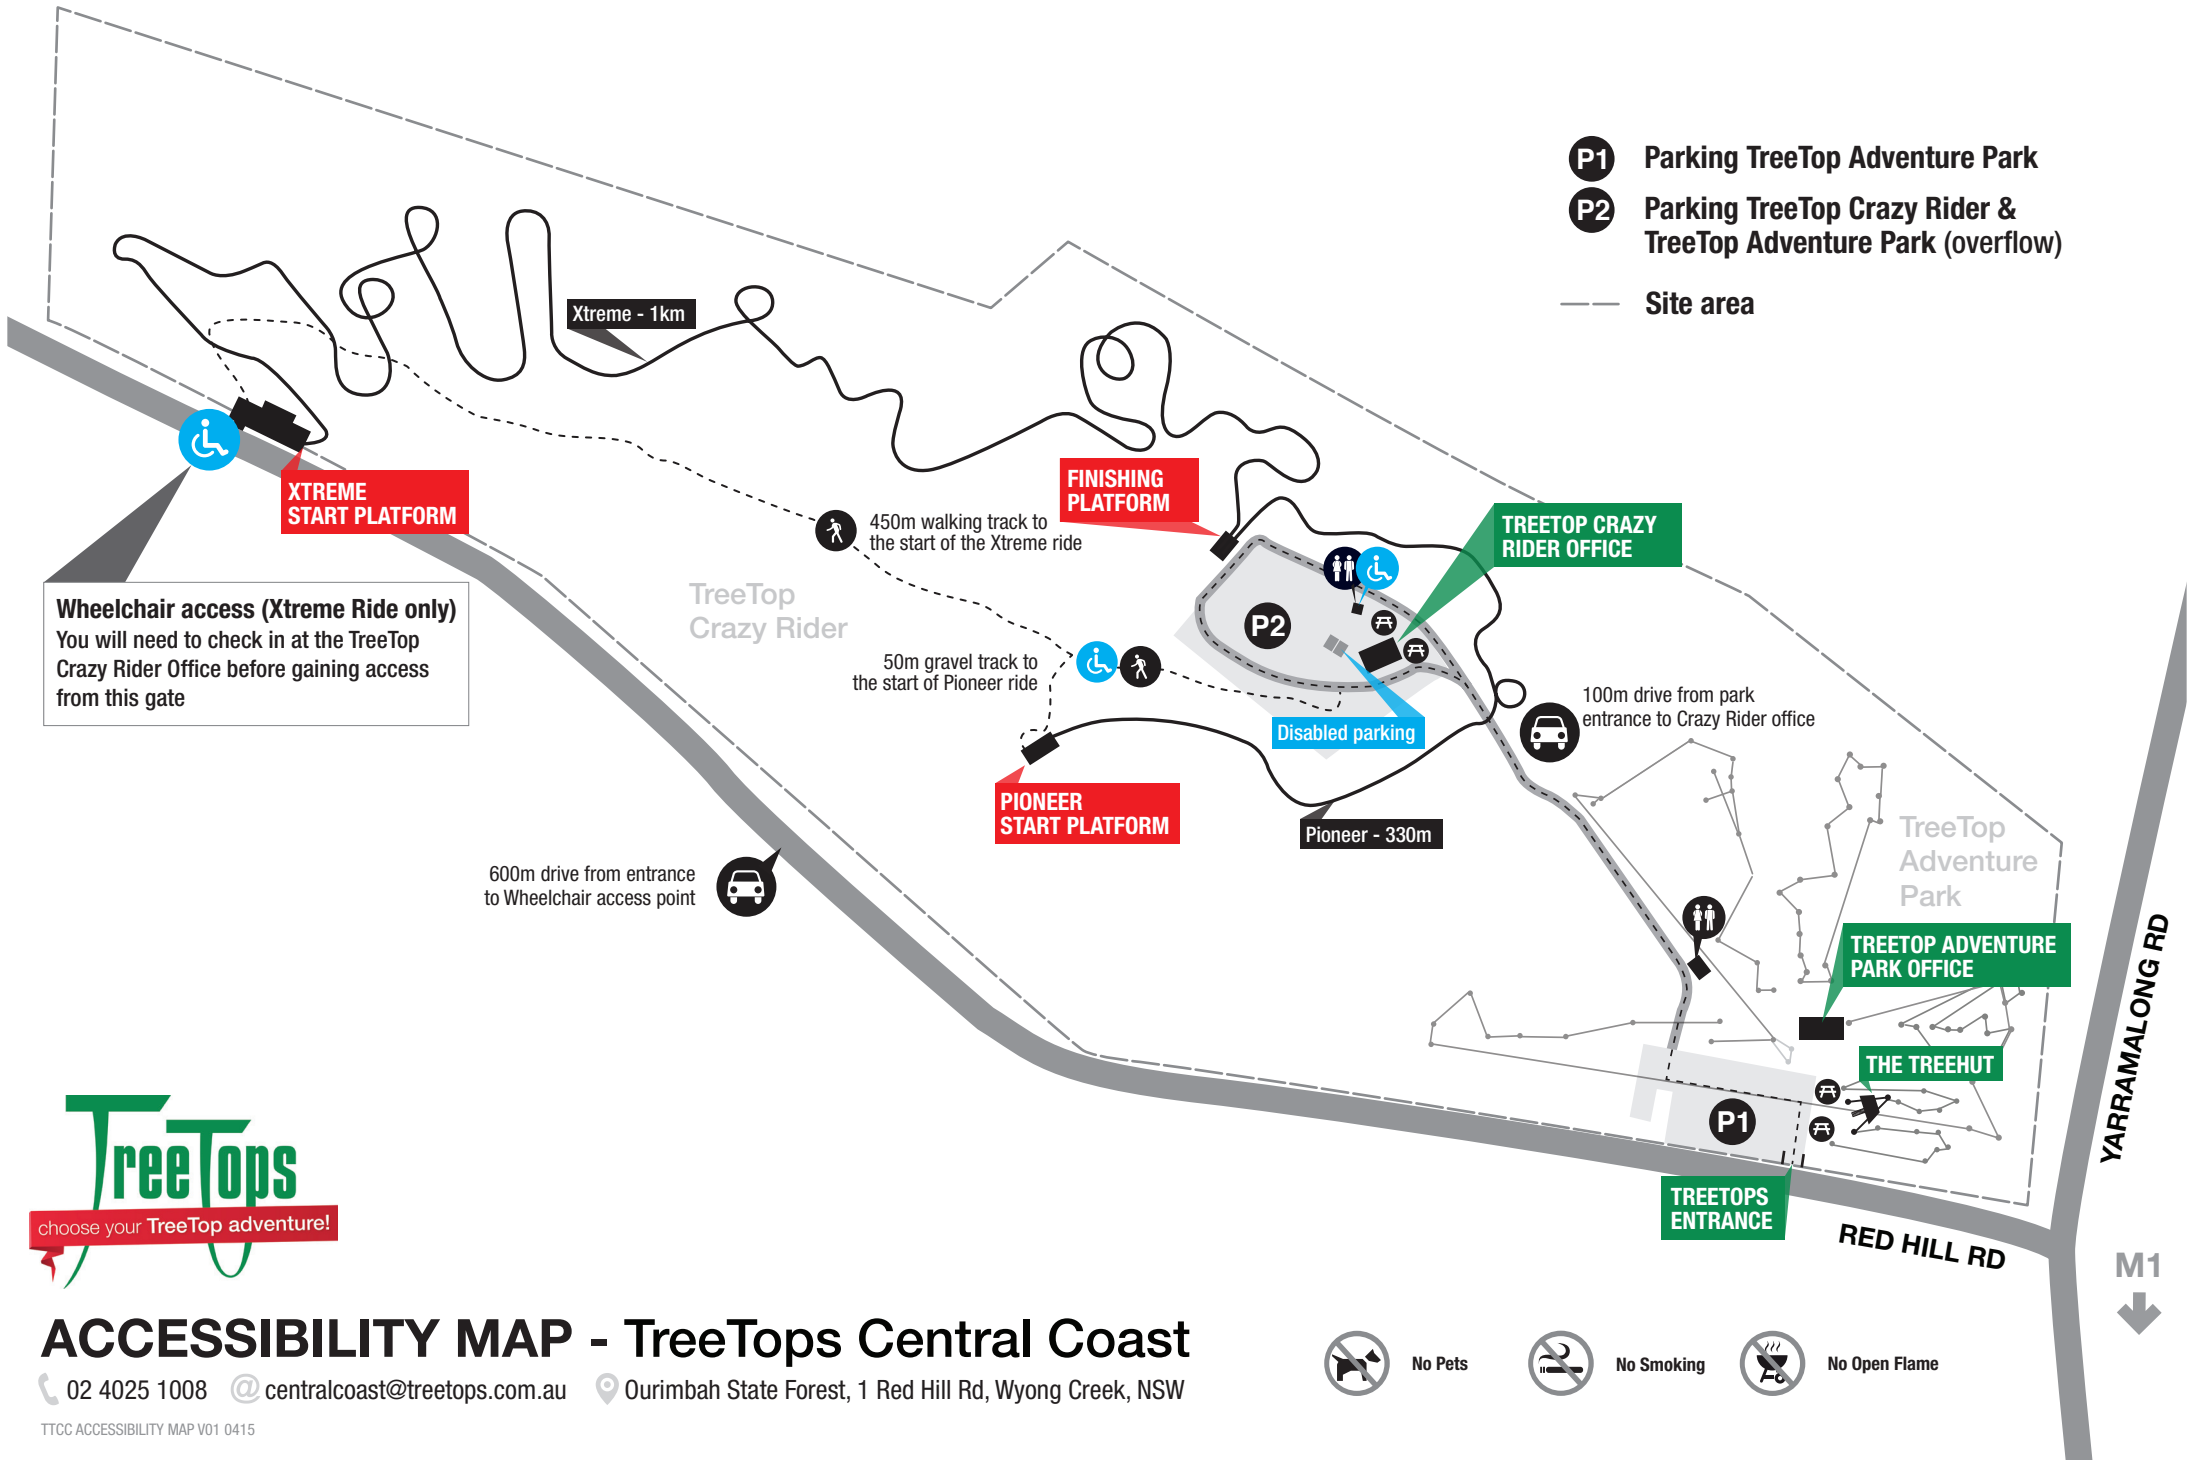 P1 Parking TreeTop Adventure Park
P2 Parking TreeTop Crazy Rider &
TreeTop Adventure Park (overflow)
Site area
Xtreme - 1km
XTREME
START PLATFORM
Wheelchair access (Xtreme Ride only)
You will need to check in at the TreeTop
Crazy Rider Office before gaining access
from this gate
450m walking track to
the start of the Xtreme ride
FINISHING
PLATFORM
TREETOP CRAZY
RIDER OFFICE
TreeTop
Crazy Rider
P2
50m gravel track to
the start of Pioneer ride
Disabled parking
100m drive from park
entrance to Crazy Rider office
PIONEER
START PLATFORM
Pioneer - 330m
600m drive from entrance
to Wheelchair access point
TreeTop
Adventure
Park
TREETOP ADVENTURE
PARK OFFICE
THE TREEHUT
P1
TREETOPS
ENTRANCE
YARRAMALONG RD
RED HILL RD
M1
TreeTops
choose your TreeTop adventure!
ACCESSIBILITY MAP - TreeTops Central Coast
02 4025 1008 @ centralcoast@treetops.com.au Ourimbah State Forest, 1 Red Hill Rd, Wyong Creek, NSW
No Pets
No Smoking
No Open Flame
TTCC ACCESSIBILITY MAP V01 0415